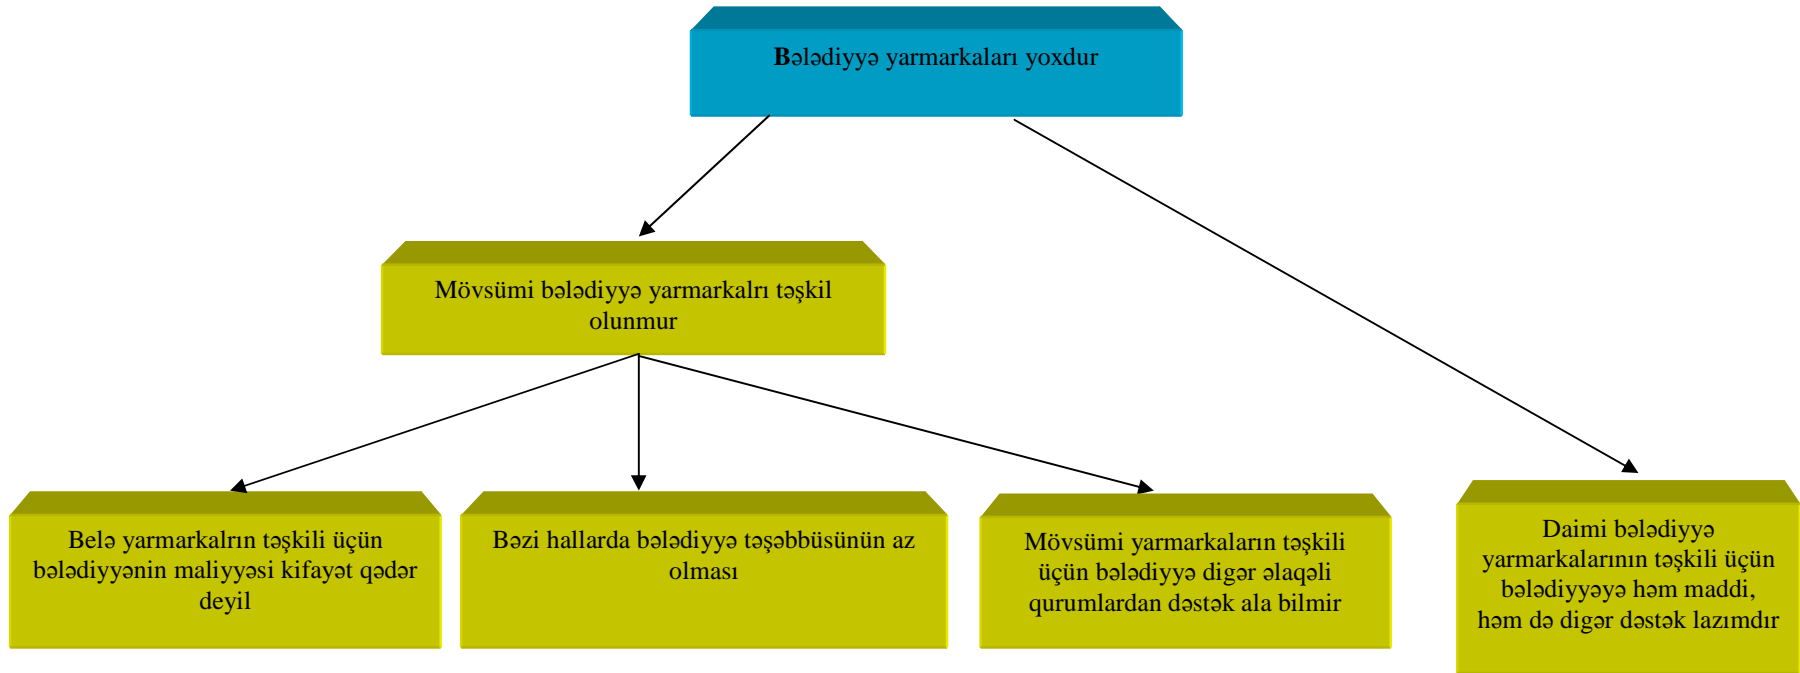 Bələdiyyə yarmarkaları yoxdur
Mövsümi bələdiyyə yarmarkalrı təşkil
olunmur
Belə yarmarkalrın təşkili üçün
bələdiyyənin maliyyəsi kifayət qədər
deyil
Bəzi hallarda bələdiyyə təşəbbüsünün az
olması
Mövsümi yarmarkaların təşkili
üçün bələdiyyə digər əlaqəli
qurumlardan dəstək ala bilmir
Daimi bələdiyyə
yarmarkalarının təşkili üçün
bələdiyyəyə həm maddi,
həm də digər dəstək lazımdır